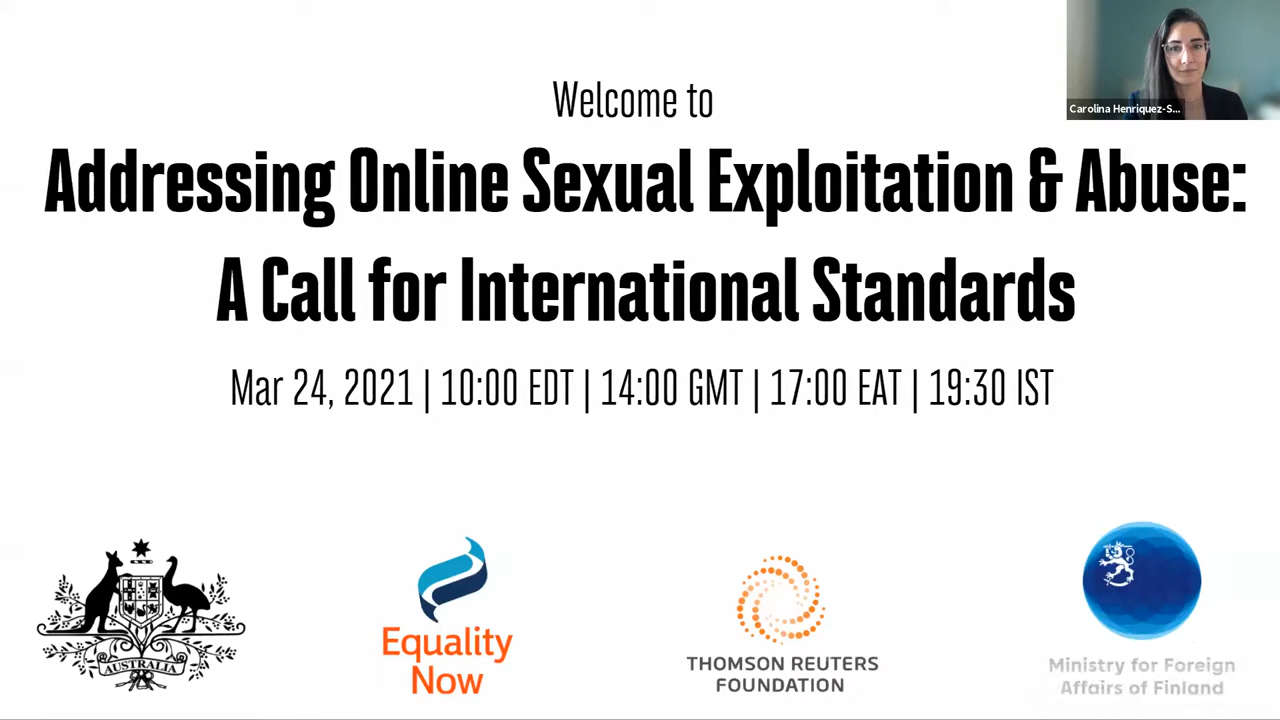 Welcome to
Addressing Online Sexual Exploitation & Abuse:
A Call for International Standards
Mar 24, 2021 | 10:00 EDT | 14:00 GMT | 17:00 EAT | 19:30 IST
Carolina Henriquez-S...
AUSTRALIA
Equality
Now
THOMSON REUTERS
FOUNDATION
Ministry for Foreign
Affairs of Finland